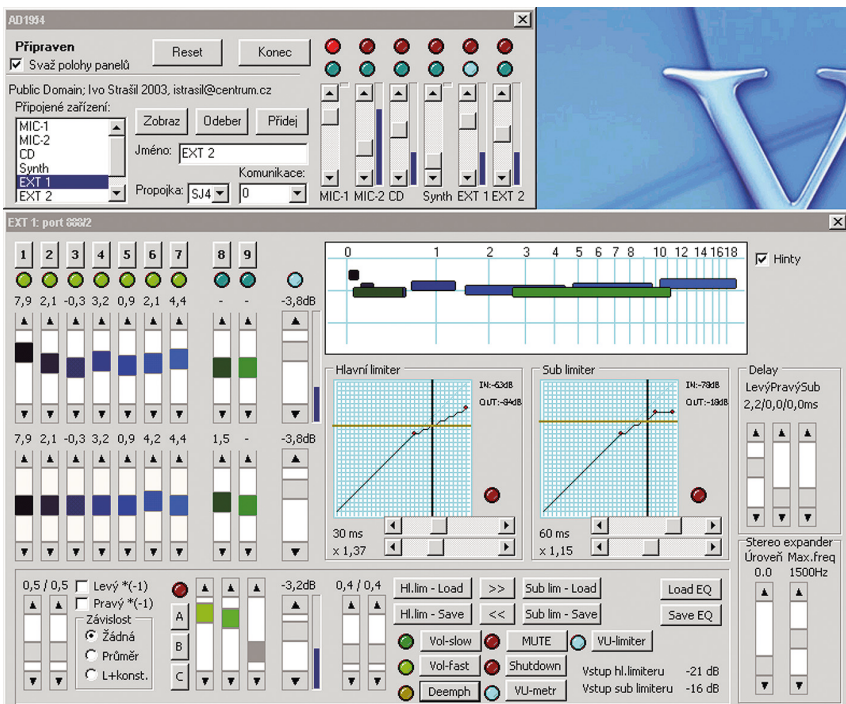 AD1994
Připraven
Reset
Konec
Svaž polohy panelů
Public Domain; Ivo Strašil 2003, istrasil@centrum.cz
Připojené zařízení:
MIC-1
MIC-2
CD
Synth
EXT 1
EXT 2
Zobraz
Odeber
Přidej
Jméno:
EXT 2
Komunikace:
Propojka:
SJ4
0
MIC-1 MIC-2 CD Synth EXT 1 EXT 2
V
EXT 1: port 888/2
1 2 3 4 5 6 7 8 9
7,9 2,1 -0,3 3,2 0,9 2,1 4,4 - - -3,8dB
7,9 2,1 -0,3 3,2 0,9 4,2 4,4 1,5 - -3,8dB
0 1 2 3 4 5 6 7 8 10 12 14 16 18
Hinty
Hlavní limiter
IN:-63dB
OUT:-84dB
30 ms
× 1,37
Sub limiter
IN:-78dB
OUT:-18dB
60 ms
× 1,15
Delay
LevýPravýSub
2,2/0,0/0,0ms
Stereo expander
Úroveň Max.freq
0.0 1500Hz
0,5 / 0,5
Levý *(-1)
Pravý *(-1)
Závislost
Žádná
Průměr
L+konst.
A
B
C
-3,2dB
0,4 / 0,4
Hl.lim - Load
>>
Sub lim - Load
Load EQ
Hl.lim - Save
<<
Sub lim - Save
Save EQ
Vol-slow
MUTE
VU-limiter
Vol-fast
Shutdown
Deemph
VU-metr
Vstup hl.limiteru -21 dB
Vstup sub limiteru -16 dB